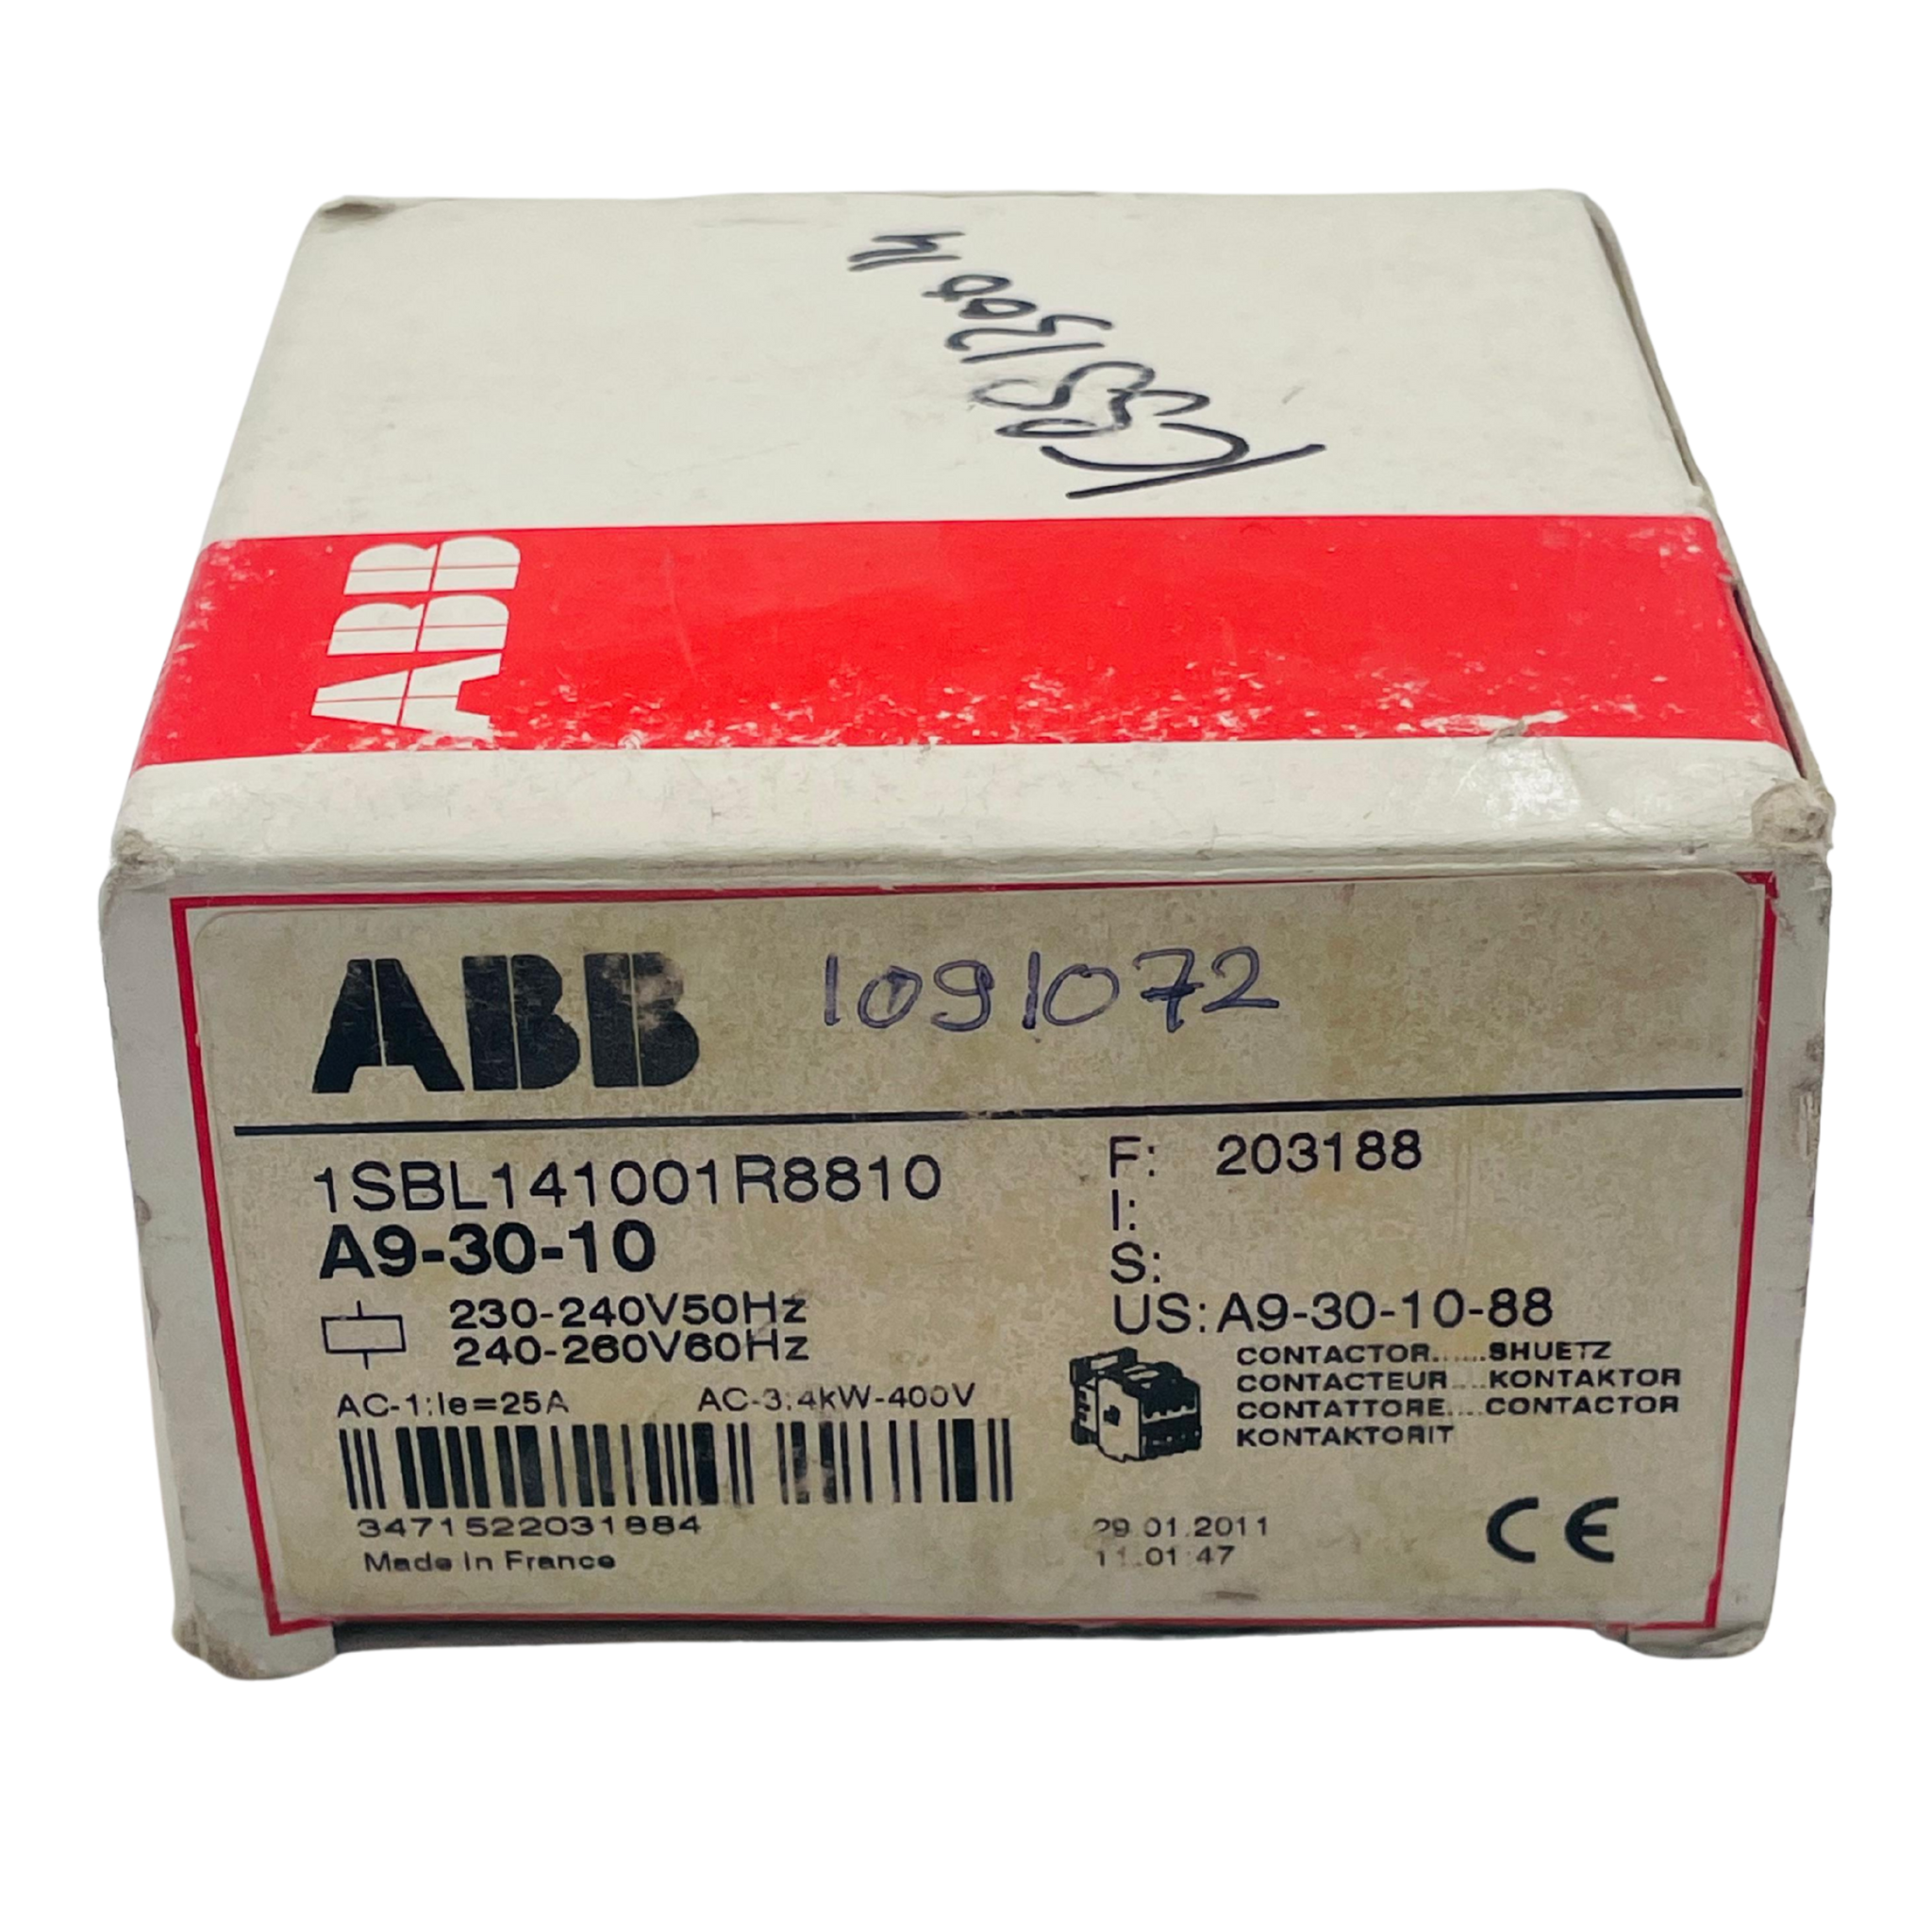 ABB
ABB 1091072
1SBL141001R8810
A9-30-10
230-240V50Hz
240-260V60Hz
AC-1:Ie=25A AC-3:4kW-400V
3471522031884
Made In France
F: 203188
I:
S:
US: A9-30-10-88
CONTACTOR......SHUETZ
CONTACTEUR....KONTAKTOR
CONTATTORE....CONTACTOR
KONTAKTORIT
29.01.2011
11.01:47
CE